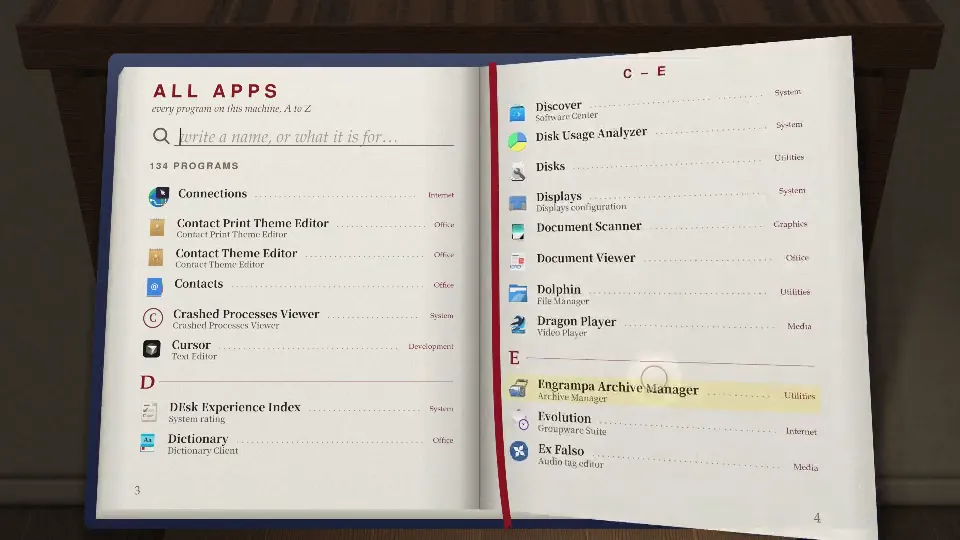 ALL APPS
every program on this machine, A to Z
write a name, or what it is for...
134 PROGRAMS
Connections Internet
Contact Print Theme Editor Office
Contact Print Theme Editor
Contact Theme Editor Office
Contact Theme Editor
Contacts Office
C Crashed Processes Viewer System
Crashed Processes Viewer
Cursor Development
Text Editor
D
DEsk Experience Index System
System rating
Aa Dictionary Office
Dictionary Client
3
C – E
Discover System
Software Center
Disk Usage Analyzer System
Disks Utilities
Displays System
Displays configuration
Document Scanner Graphics
Document Viewer Office
Dolphin Utilities
File Manager
Dragon Player Media
Video Player
E
Engrampa Archive Manager Utilities
Archive Manager
Evolution Internet
Groupware Suite
Ex Falso Media
Audio tag editor
4